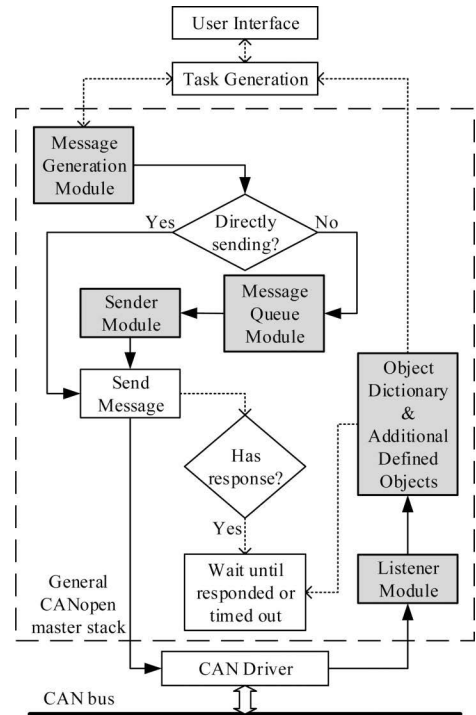 User Interface
Task Generation
Message
Generation
Module
Yes
Directly
sending?
No
Sender
Module
Message
Queue Module
Send
Message
Object
Dictionary
&
Additional
Defined
Objects
Has
response?
Yes
Wait until
responded or
timed out
Listener
Module
General
CANopen
master stack
CAN Driver
CAN bus